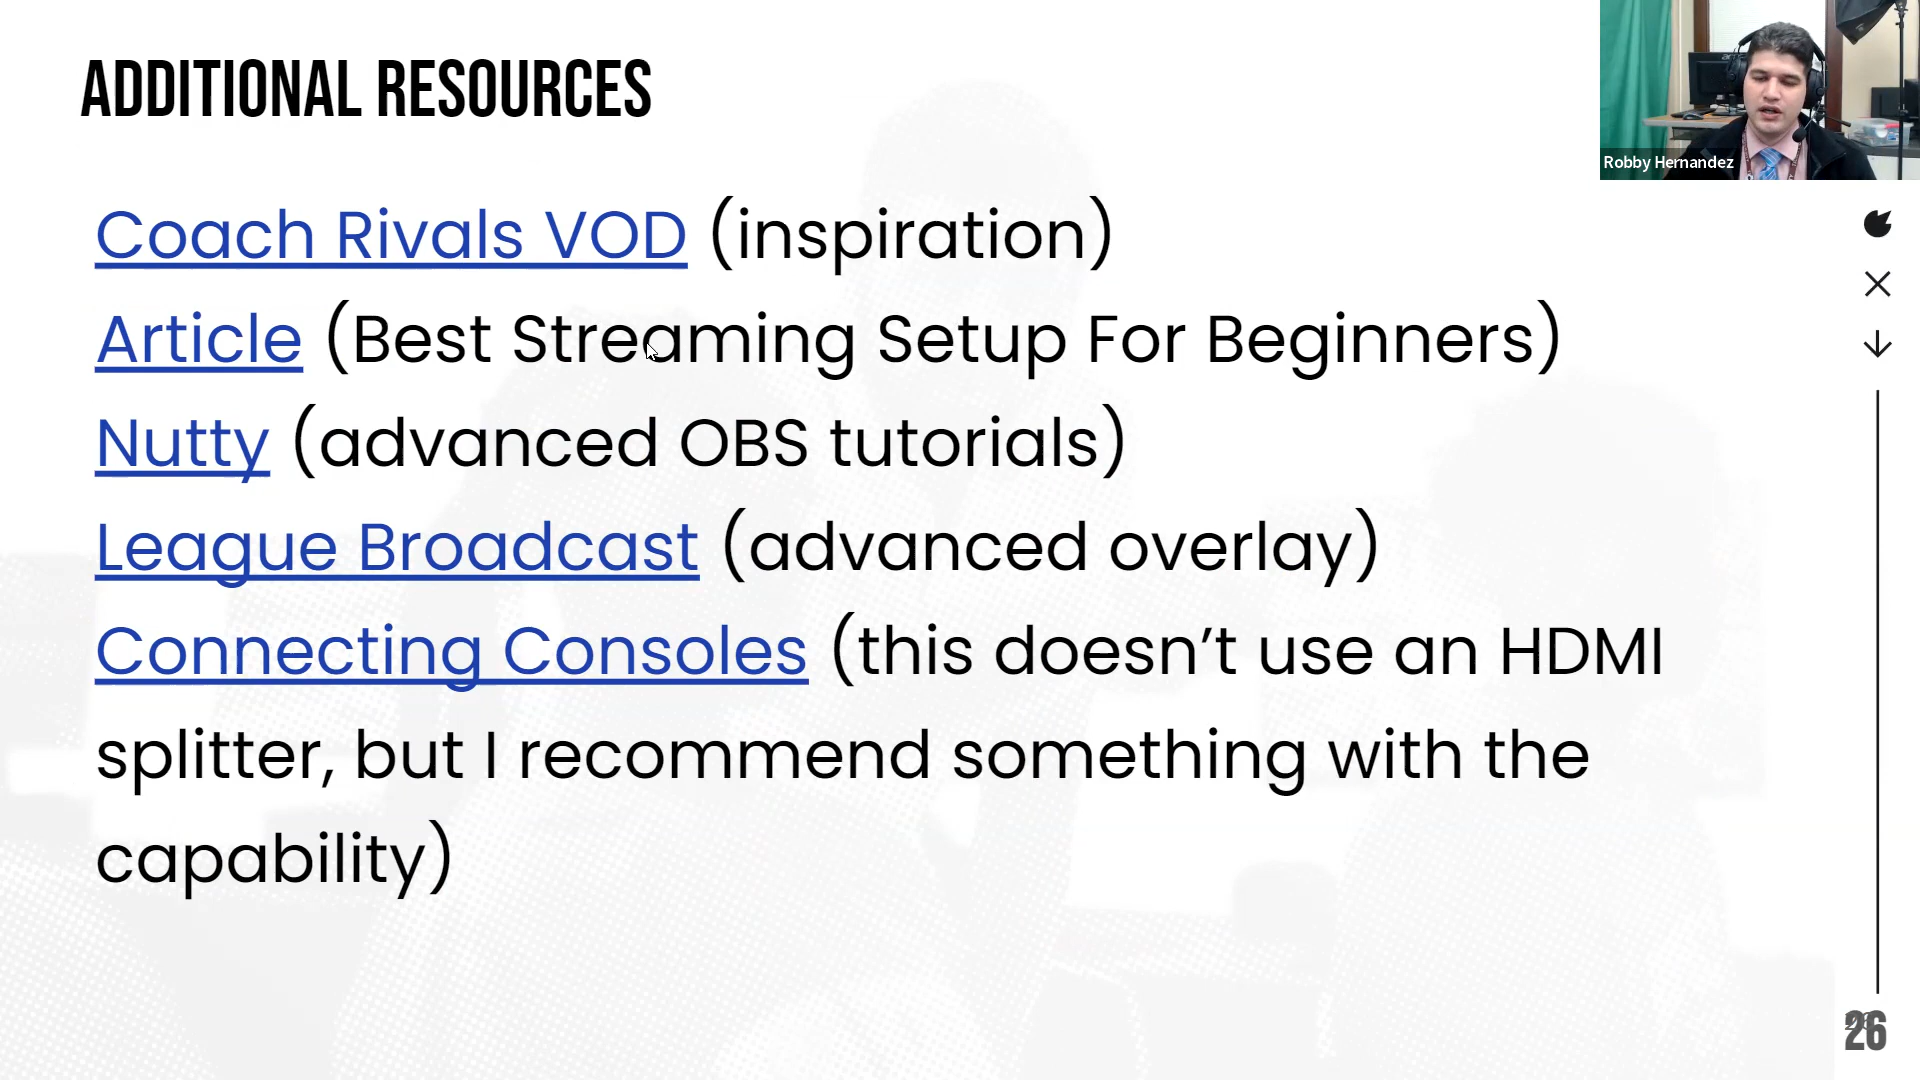 ADDITIONAL RESOURCES
Robby Hernandez
Coach Rivals VOD (inspiration)
Article (Best Streaming Setup For Beginners)
Nutty (advanced OBS tutorials)
League Broadcast (advanced overlay)
Connecting Consoles (this doesn’t use an HDMI
splitter, but I recommend something with the
capability)
26